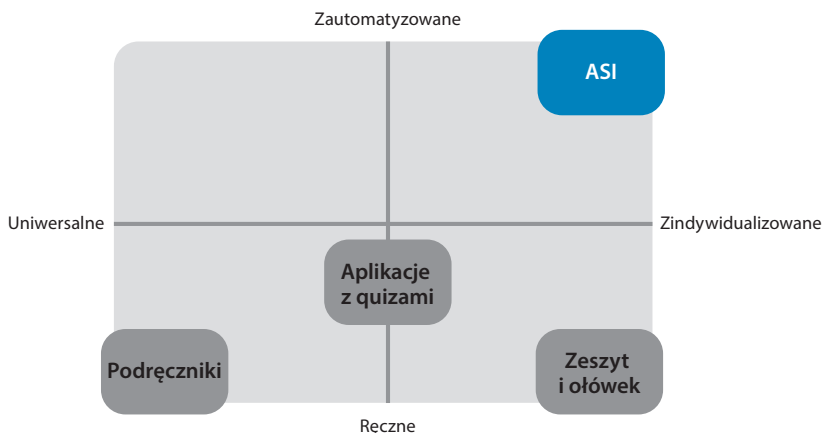 Zautomatyzowane
ASI
Uniwersalne
Zindywidualizowane
Aplikacje
z quizami
Podręczniki
Zeszyt
i ołówek
Ręczne